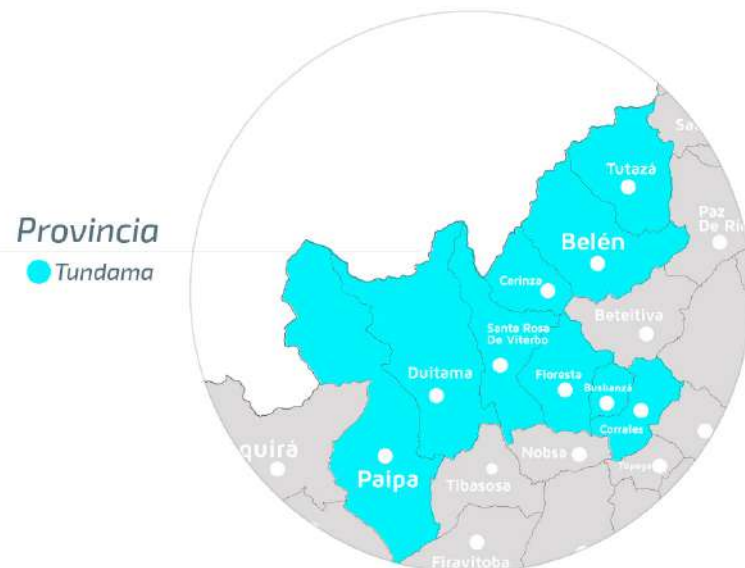 Provincia
Tundama
Tutazá
Paz
De Rí
Belén
Cerinza
Beteitiva
Santa Rosa
De Viterbo
Duitama
Floresta
Busbanzá
Corrales
quirá
Paipa
Nobsa
Tibasosa
Firavitoba